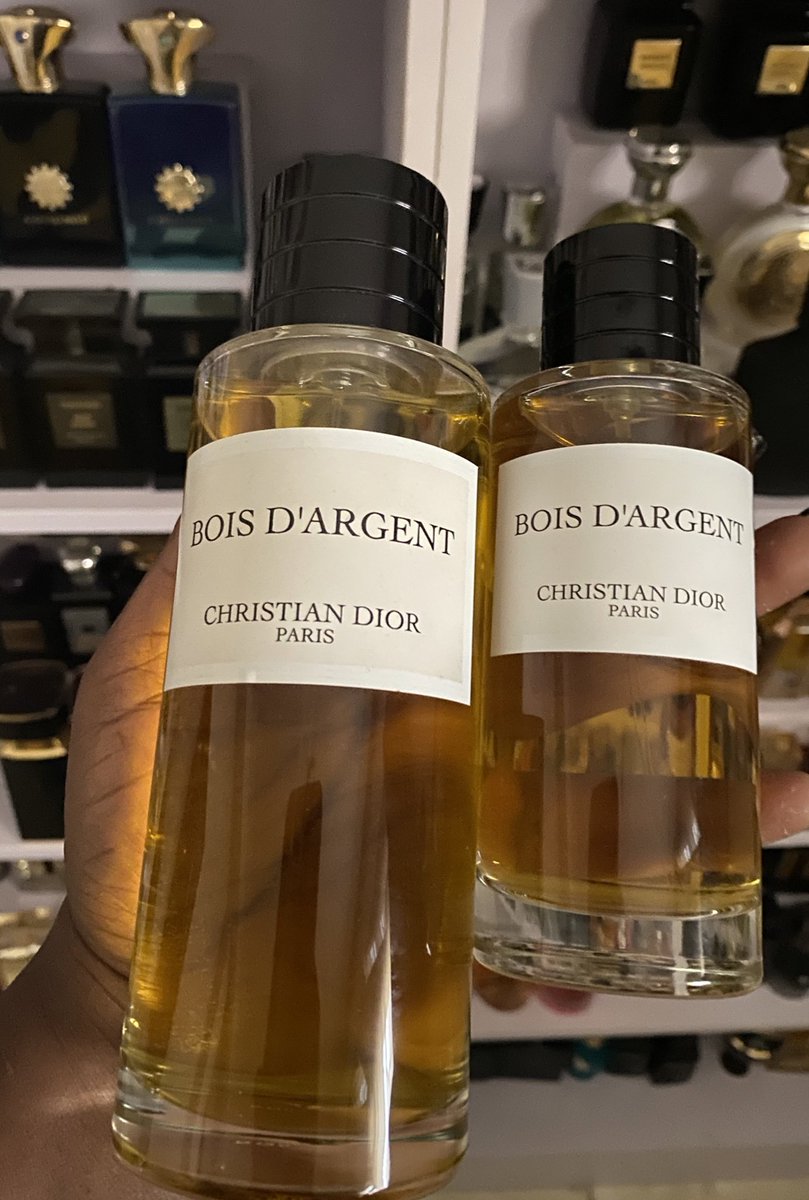 BOIS D'ARGENT
CHRISTIAN DIOR
PARIS
BOIS D'ARGENT
CHRISTIAN DIOR
PARIS